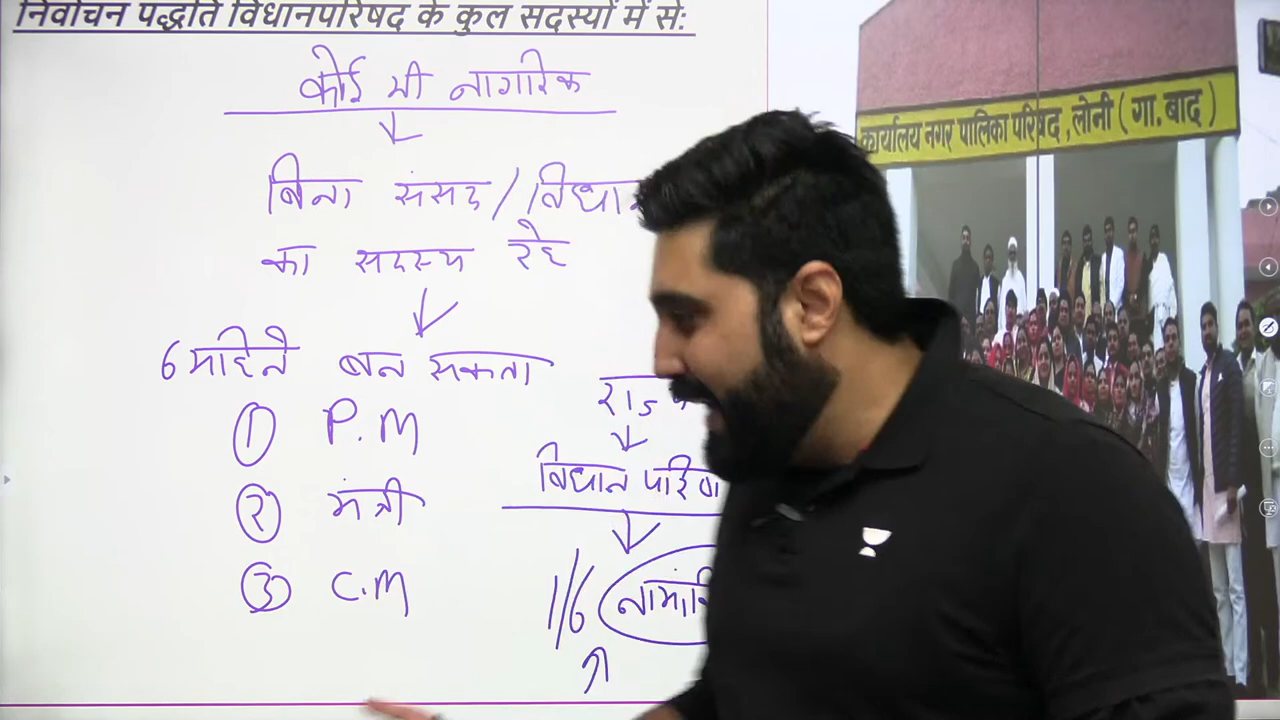 निर्वाचन पद्धति विधानपरिषद के कुल सदस्यों में से:
कोई भी नागरिक
बिना संसद/विधान
का सदस्य रहे
6 महिने बन सकता
① P.M
② मंत्री
③ C.M
विधान परिषा
1/6
कार्यालय नगर पालिका परिषद, लोनी (गा.बाद)